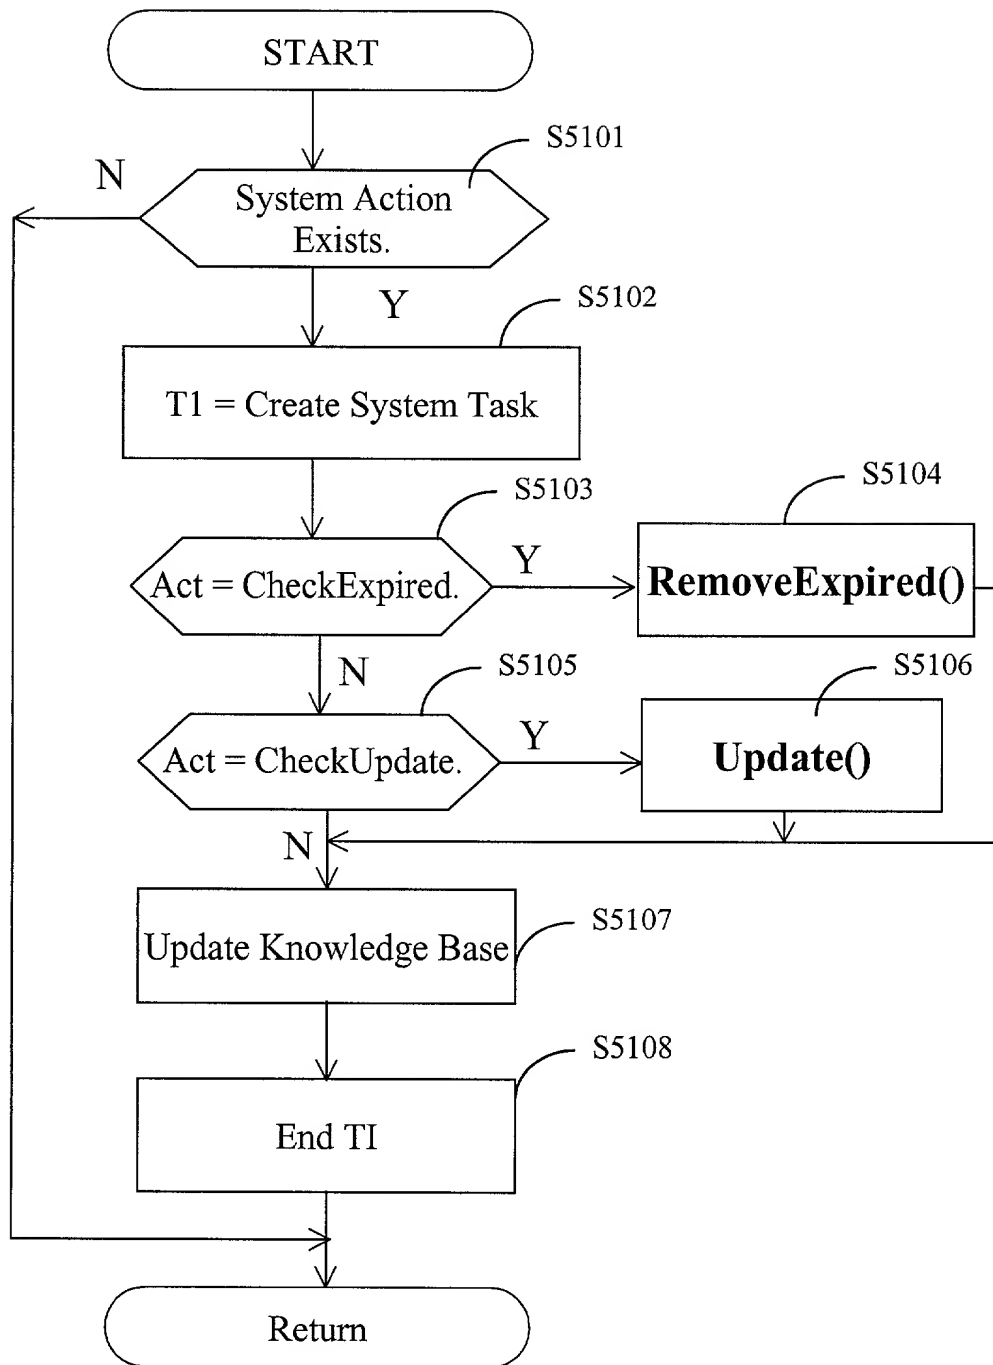 START
S5101
N
System Action
Exists.
Y
S5102
T1 = Create System Task
S5103
S5104
Act = CheckExpired.
Y
RemoveExpired()
N
S5105
S5106
Act = CheckUpdate.
Y
Update()
N
S5107
Update Knowledge Base
S5108
End TI
Return